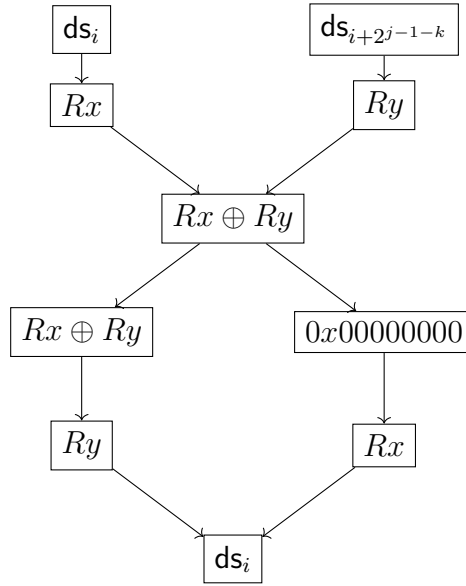 ds_i ds_{i+2^{j-1-k}}
Rx Ry
Rx ⊕ Ry
Rx ⊕ Ry 0x00000000
Ry Rx
ds_i